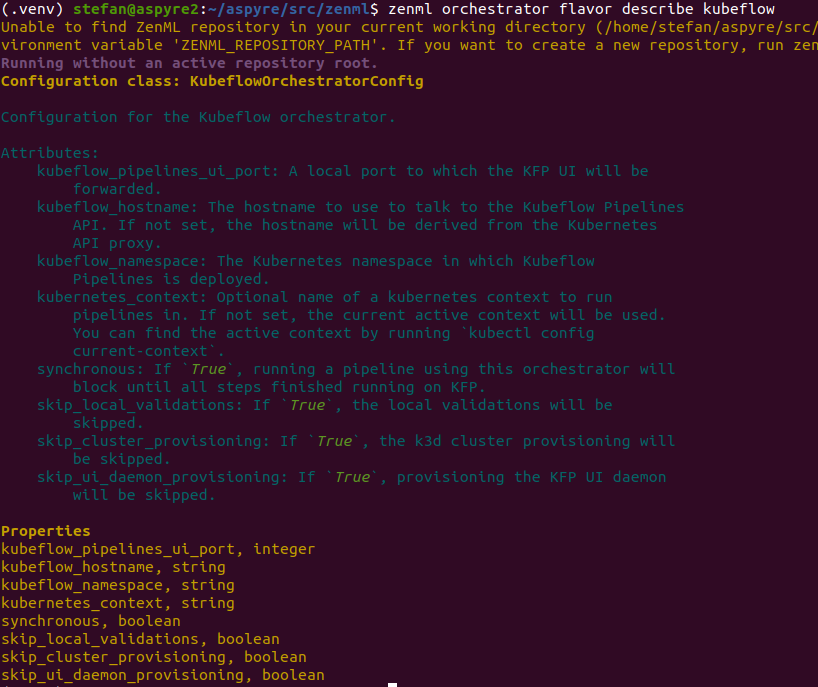 (.venv) stefan@aspyre2:~/aspyre/src/zenml$ zenml orchestrator flavor describe kubeflow
Unable to find ZenML repository in your current working directory (/home/stefan/aspyre/src/
vironment variable 'ZENML_REPOSITORY_PATH'. If you want to create a new repository, run zen
Running without an active repository root.
Configuration class: KubeflowOrchestratorConfig
Configuration for the Kubeflow orchestrator.
Attributes:
kubeflow_pipelines_ui_port: A local port to which the KFP UI will be
forwarded.
kubeflow_hostname: The hostname to use to talk to the Kubeflow Pipelines
API. If not set, the hostname will be derived from the Kubernetes
API proxy.
kubeflow_namespace: The Kubernetes namespace in which Kubeflow
Pipelines is deployed.
kubernetes_context: Optional name of a kubernetes context to run
pipelines in. If not set, the current active context will be used.
You can find the active context by running `kubectl config
current-context`.
synchronous: If `True`, running a pipeline using this orchestrator will
block until all steps finished running on KFP.
skip_local_validations: If `True`, the local validations will be
skipped.
skip_cluster_provisioning: If `True`, the k3d cluster provisioning will
be skipped.
skip_ui_daemon_provisioning: If `True`, provisioning the KFP UI daemon
will be skipped.
Properties
kubeflow_pipelines_ui_port, integer
kubeflow_hostname, string
kubeflow_namespace, string
kubernetes_context, string
synchronous, boolean
skip_local_validations, boolean
skip_cluster_provisioning, boolean
skip_ui_daemon_provisioning, boolean